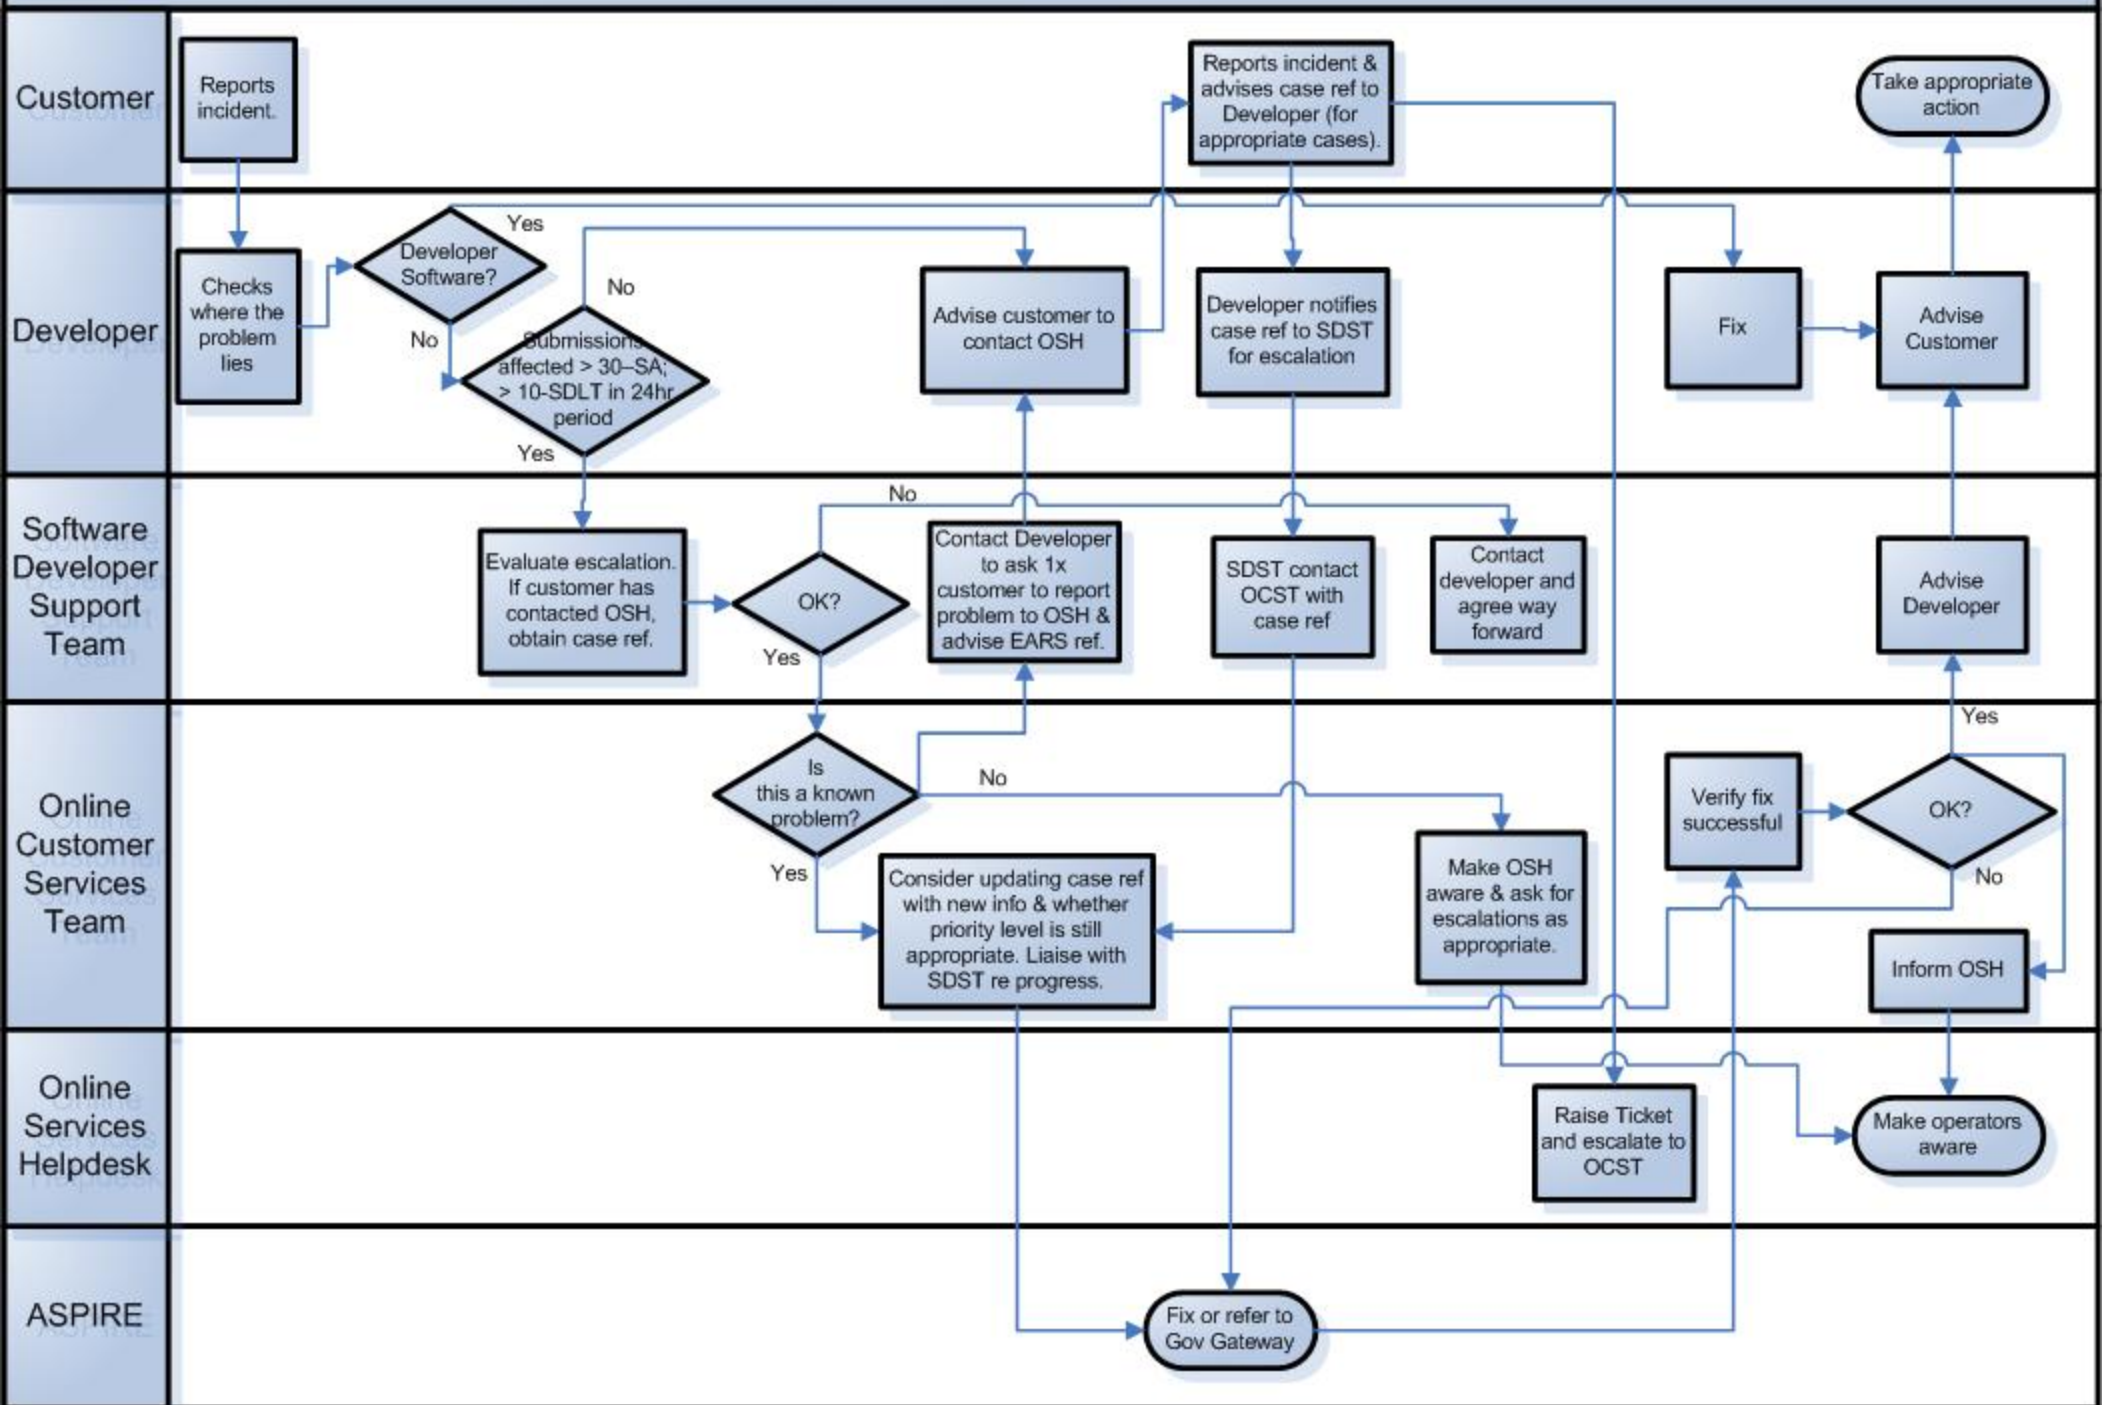 Customer
Reports
incident.
Reports incident &
advises case ref to
Developer (for
appropriate cases).
Take appropriate
action
Developer
Checks
where the
problem
lies
Developer
Software?
Yes
No
Submissions
affected > 30–SA;
> 10-SDLT in 24hr
period
No
Yes
Advise customer to
contact OSH
Developer notifies
case ref to SDST
for escalation
Fix
Advise
Customer
Software
Developer
Support
Team
Evaluate escalation.
If customer has
contacted OSH,
obtain case ref.
OK?
No
Yes
Contact Developer
to ask 1x
customer to report
problem to OSH &
advise EARS ref.
SDST contact
OCST with
case ref
Contact
developer and
agree way
forward
Advise
Developer
Online
Customer
Services
Team
Is
this a known
problem?
No
Yes
Consider updating case ref
with new info & whether
priority level is still
appropriate. Liaise with
SDST re progress.
Make OSH
aware & ask for
escalations as
appropriate.
Verify fix
successful
OK?
Yes
No
Inform OSH
Online
Services
Helpdesk
Raise Ticket
and escalate to
OCST
Make operators
aware
ASPIRE
Fix or refer to
Gov Gateway